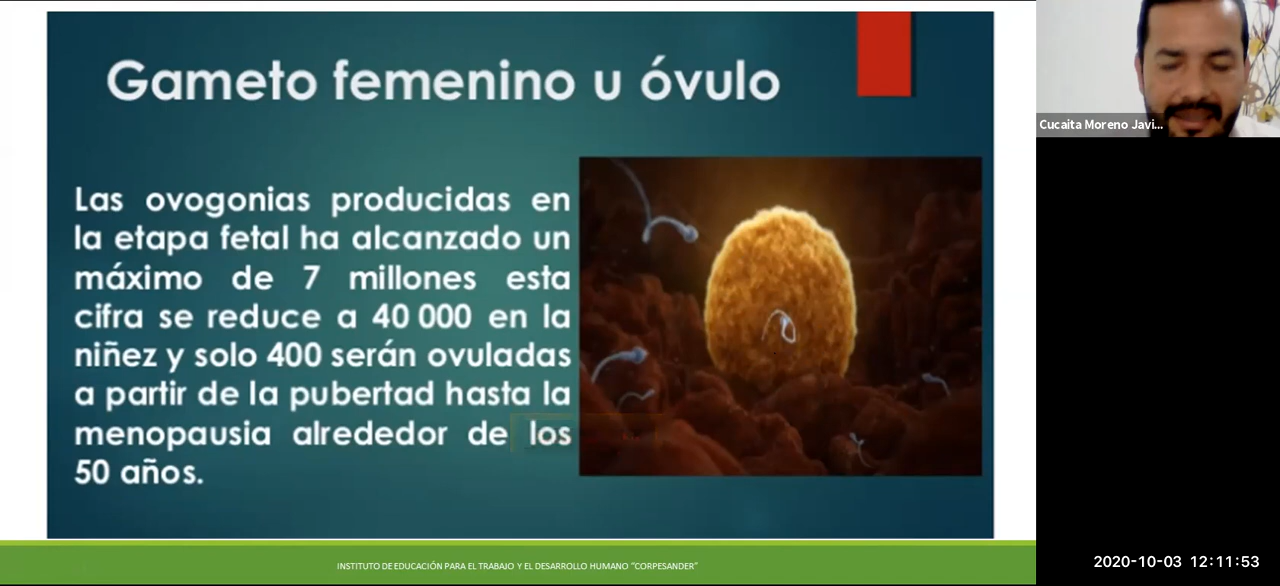 Gameto femenino u óvulo
Las ovogonias producidas en
la etapa fetal ha alcanzado un
máximo de 7 millones esta
cifra se reduce a 40 000 en la
niñez y solo 400 serán ovuladas
a partir de la pubertad hasta la
menopausia alrededor de los
50 años.
INSTITUTO DE EDUCACIÓN PARA EL TRABAJO Y EL DESARROLLO HUMANO “CORPESANDER”
Cucaita Moreno Javi...
2020-10-03 12:11:53